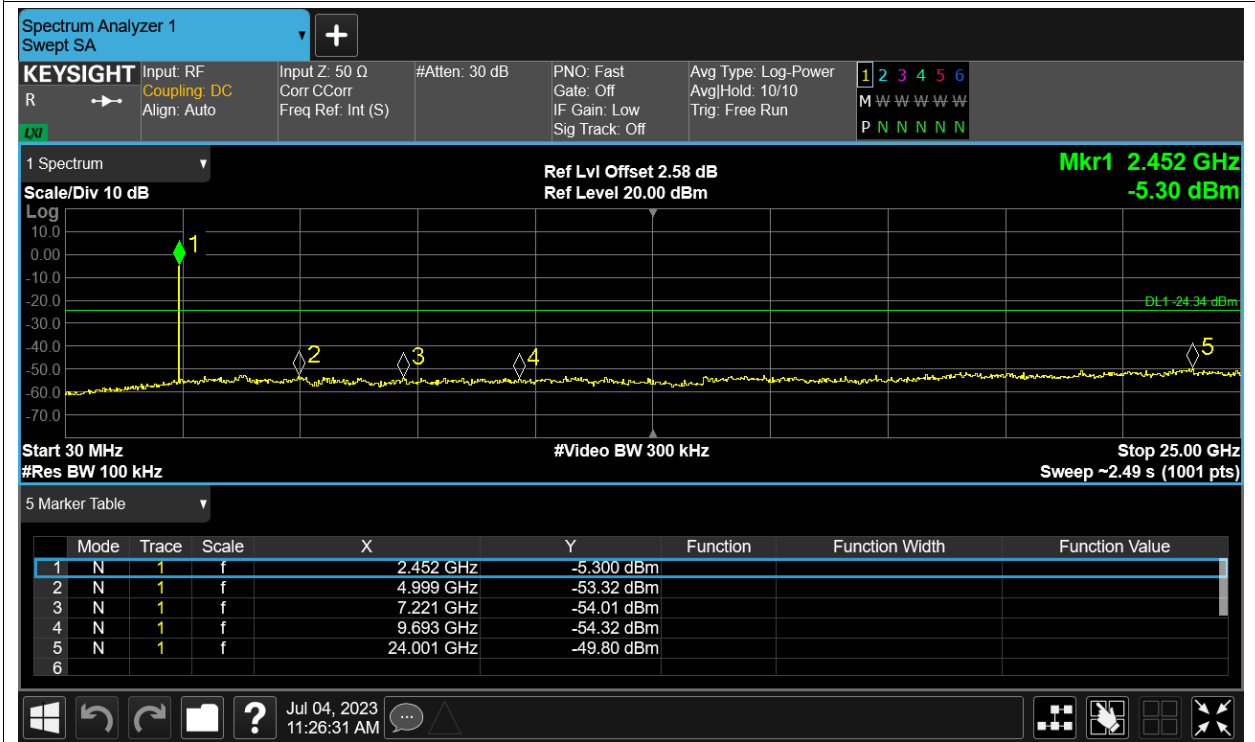 Spectrum Analyzer 1
Swept SA
+
KEYSIGHT Input: RF Input Z: 50 Ω #Atten: 30 dB PNO: Fast Avg Type: Log-Power 1 2 3 4 5 6
R Coupling: DC Corr CCorr Gate: Off Avg|Hold: 10/10 M W W W W W
Align: Auto Freq Ref: Int (S) IF Gain: Low Trig: Free Run
LXI Sig Track: Off P N N N N N
1 Spectrum Ref Lvl Offset 2.58 dB Mkr1 2.452 GHz
Scale/Div 10 dB Ref Level 20.00 dBm -5.30 dBm
Log
10.0
0.00 1
-10.0
-20.0 DL1 -24.34 dBm
-30.0
-40.0 2 3 4 5
-50.0
-60.0
-70.0
Start 30 MHz #Video BW 300 kHz Stop 25.00 GHz
#Res BW 100 kHz Sweep ~2.49 s (1001 pts)
5 Marker Table
Mode Trace Scale X Y Function Function Width Function Value
1 N 1 f 2.452 GHz -5.300 dBm
2 N 1 f 4.999 GHz -53.32 dBm
3 N 1 f 7.221 GHz -54.01 dBm
4 N 1 f 9.693 GHz -54.32 dBm
5 N 1 f 24.001 GHz -49.80 dBm
6
? Jul 04, 2023
11:26:31 AM